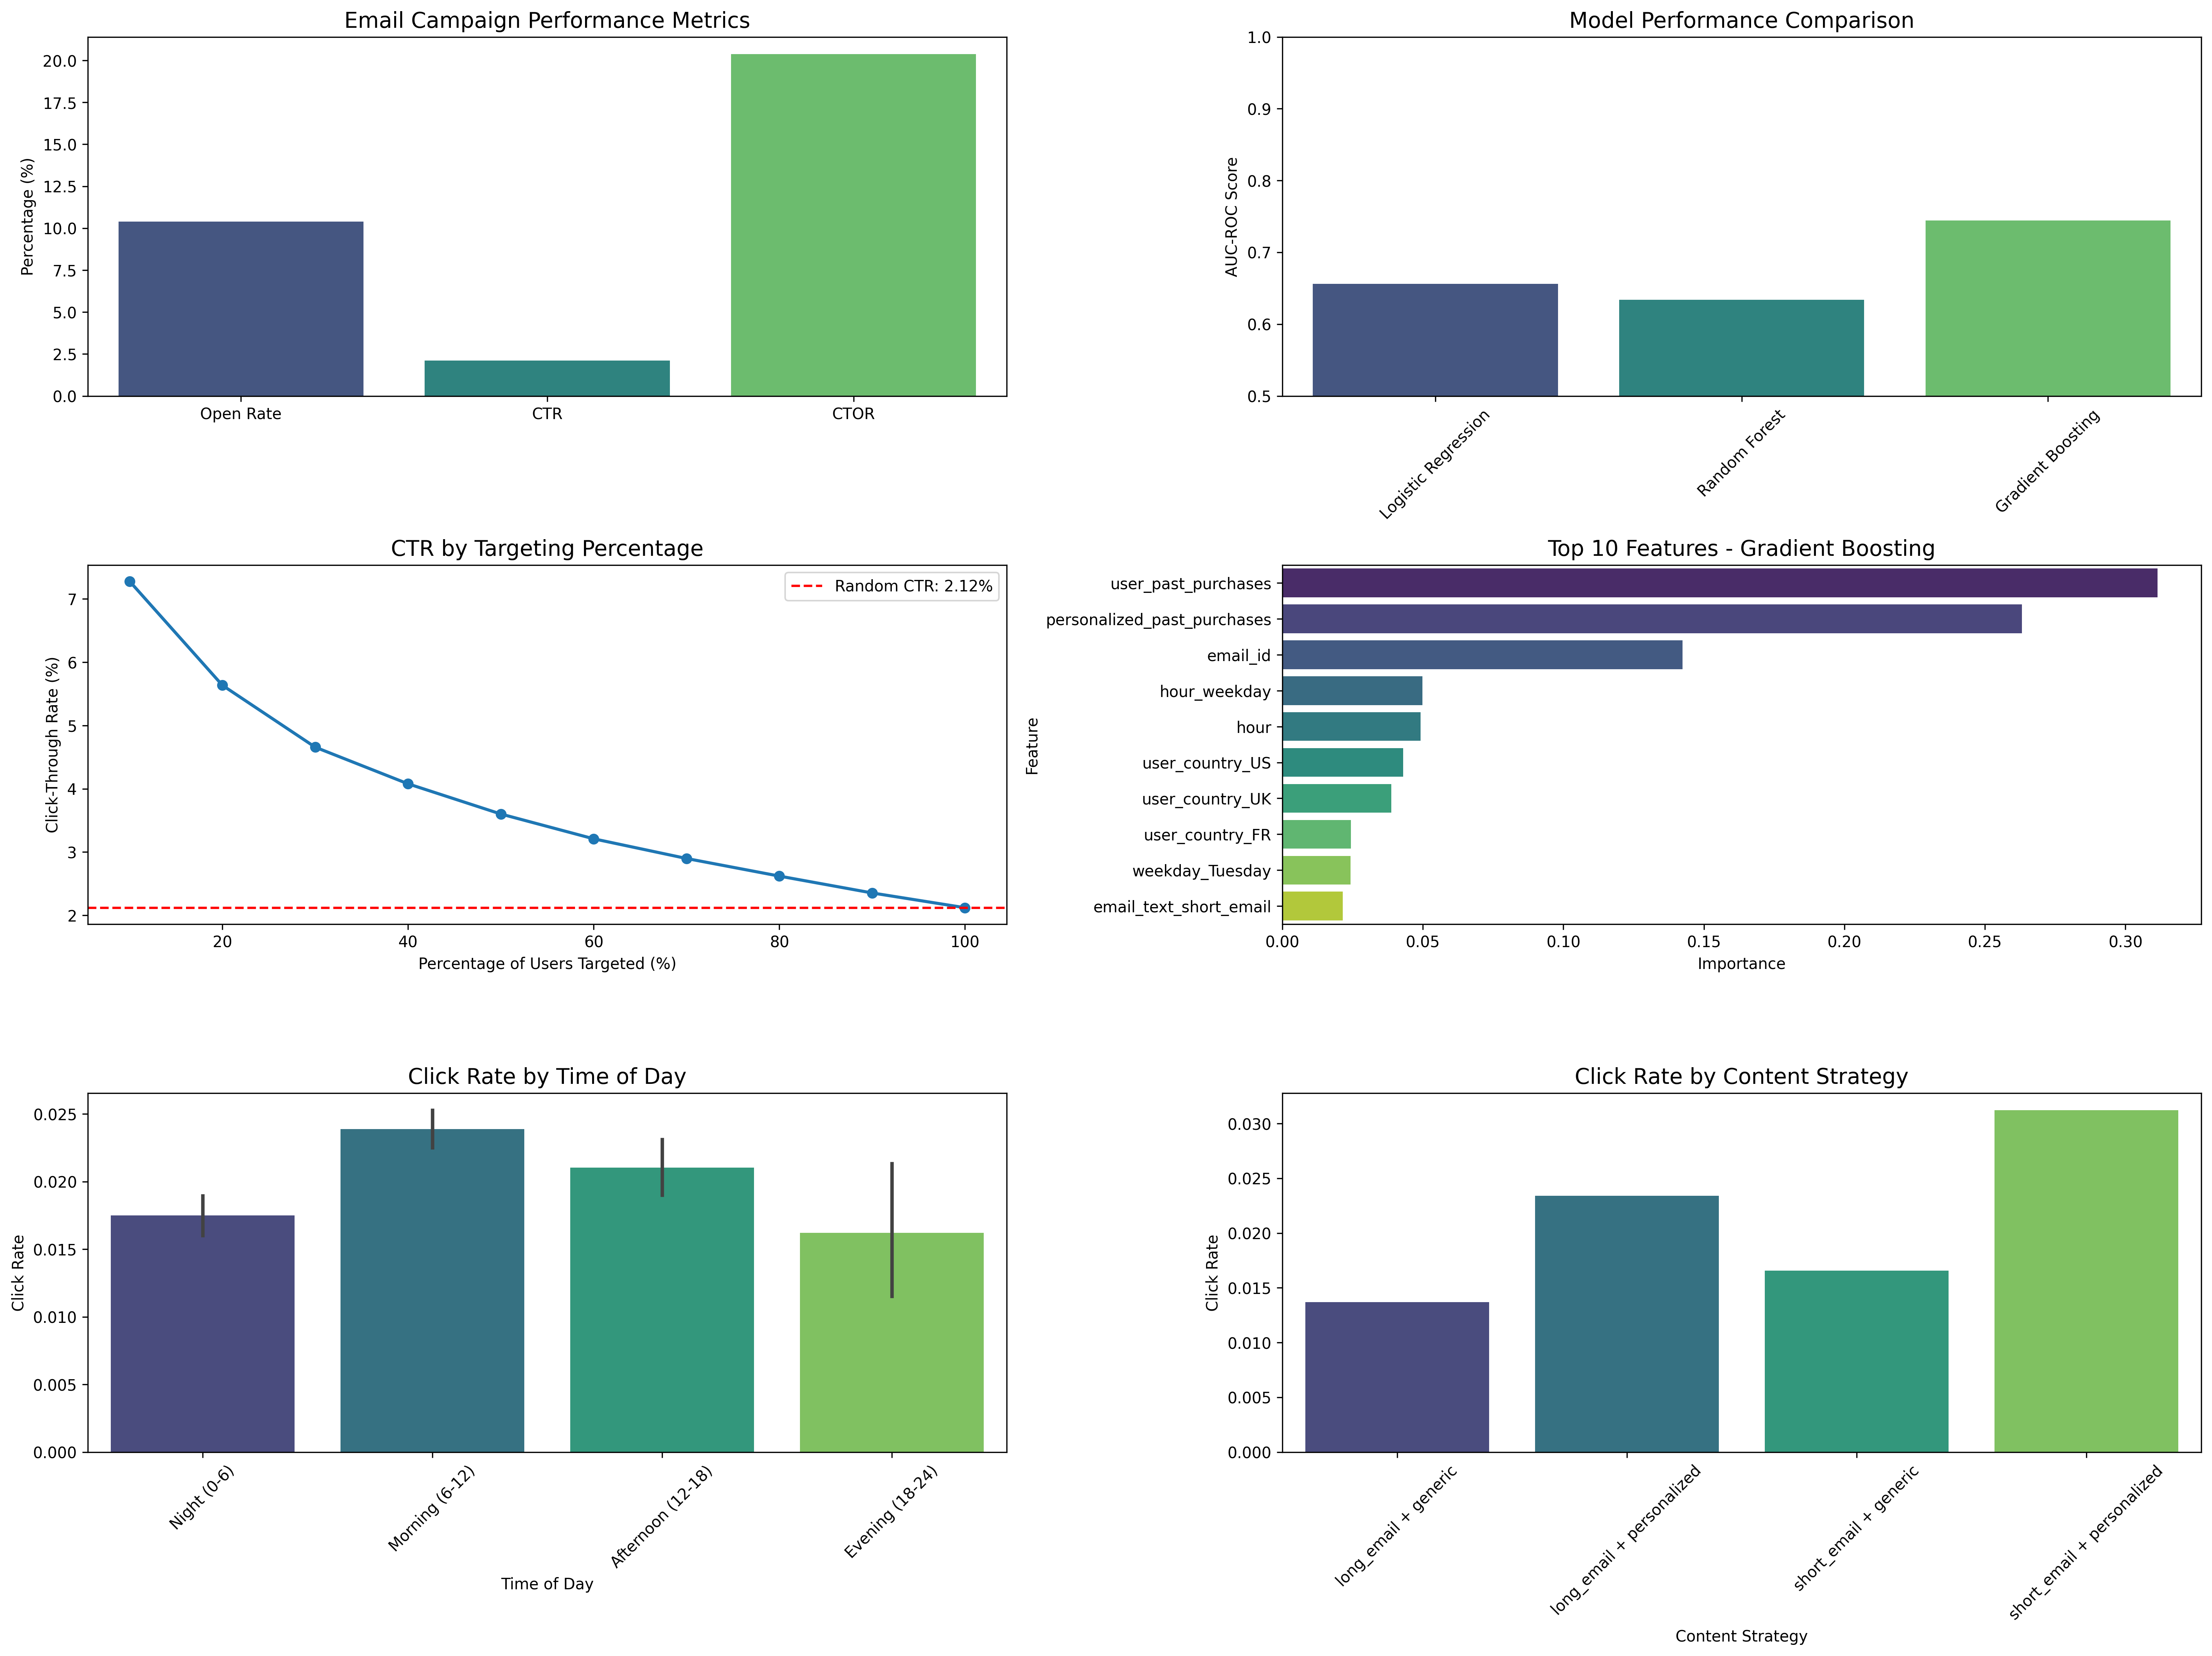 Email Campaign Performance Metrics
Percentage (%)
20.0
17.5
15.0
12.5
10.0
7.5
5.0
2.5
0.0
Open Rate
CTR
CTOR
Model Performance Comparison
AUC-ROC Score
1.0
0.9
0.8
0.7
0.6
0.5
Logistic Regression
Random Forest
Gradient Boosting
CTR by Targeting Percentage
Click-Through Rate (%)
7
6
5
4
3
2
Random CTR: 2.12%
20
40
60
80
100
Percentage of Users Targeted (%)
Top 10 Features - Gradient Boosting
Feature
user_past_purchases
personalized_past_purchases
email_id
hour_weekday
hour
user_country_US
user_country_UK
user_country_FR
weekday_Tuesday
email_text_short_email
0.00
0.05
0.10
0.15
0.20
0.25
0.30
Importance
Click Rate by Time of Day
Click Rate
0.025
0.020
0.015
0.010
0.005
0.000
Night (0-6)
Morning (6-12)
Afternoon (12-18)
Evening (18-24)
Time of Day
Click Rate by Content Strategy
Click Rate
0.030
0.025
0.020
0.015
0.010
0.005
0.000
long_email + generic
long_email + personalized
short_email + generic
short_email + personalized
Content Strategy